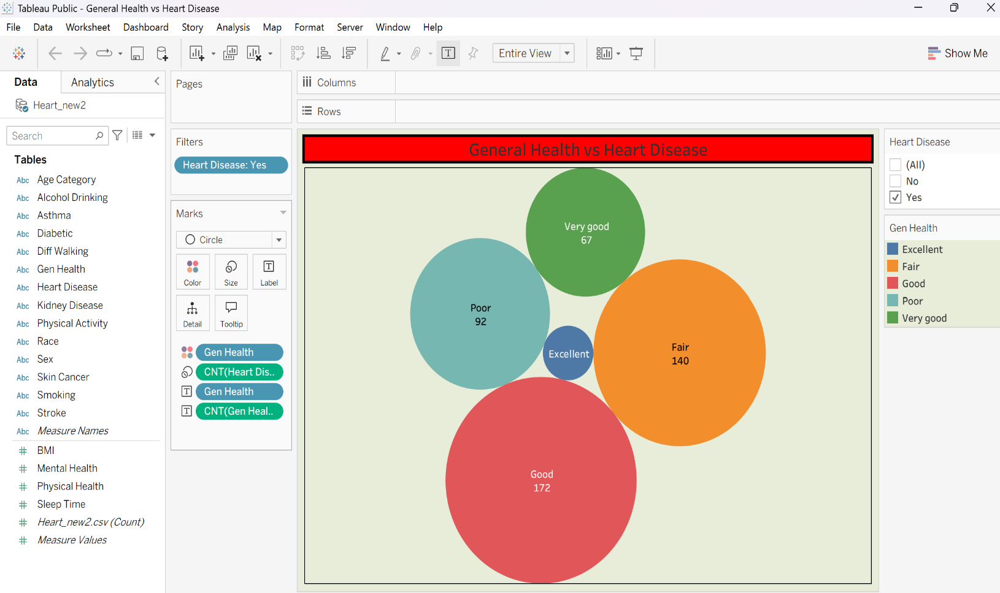 Tableau Public - General Health vs Heart Disease
File Data Worksheet Dashboard Story Analysis Map Format Server Window Help
Entire View
Show Me
Data Analytics
Heart_new2
Search
Tables
Abc Age Category
Abc Alcohol Drinking
Abc Asthma
Abc Diabetic
Abc Diff Walking
Abc Gen Health
Abc Heart Disease
Abc Kidney Disease
Abc Physical Activity
Abc Race
Abc Sex
Abc Skin Cancer
Abc Smoking
Abc Stroke
Abc Measure Names
BMI
Mental Health
Physical Health
Sleep Time
Heart_new2.csv (Count)
Measure Values
Pages
Filters
Heart Disease: Yes
Marks
Circle
Color Size Label
Detail Tooltip
Gen Health
CNT(Heart Dis..
Gen Health
CNT(Gen Heal..
Columns
Rows
General Health vs Heart Disease
Very good
67
Poor
92
Excellent
Fair
140
Good
172
Heart Disease
(All)
No
Yes
Gen Health
Excellent
Fair
Good
Poor
Very good